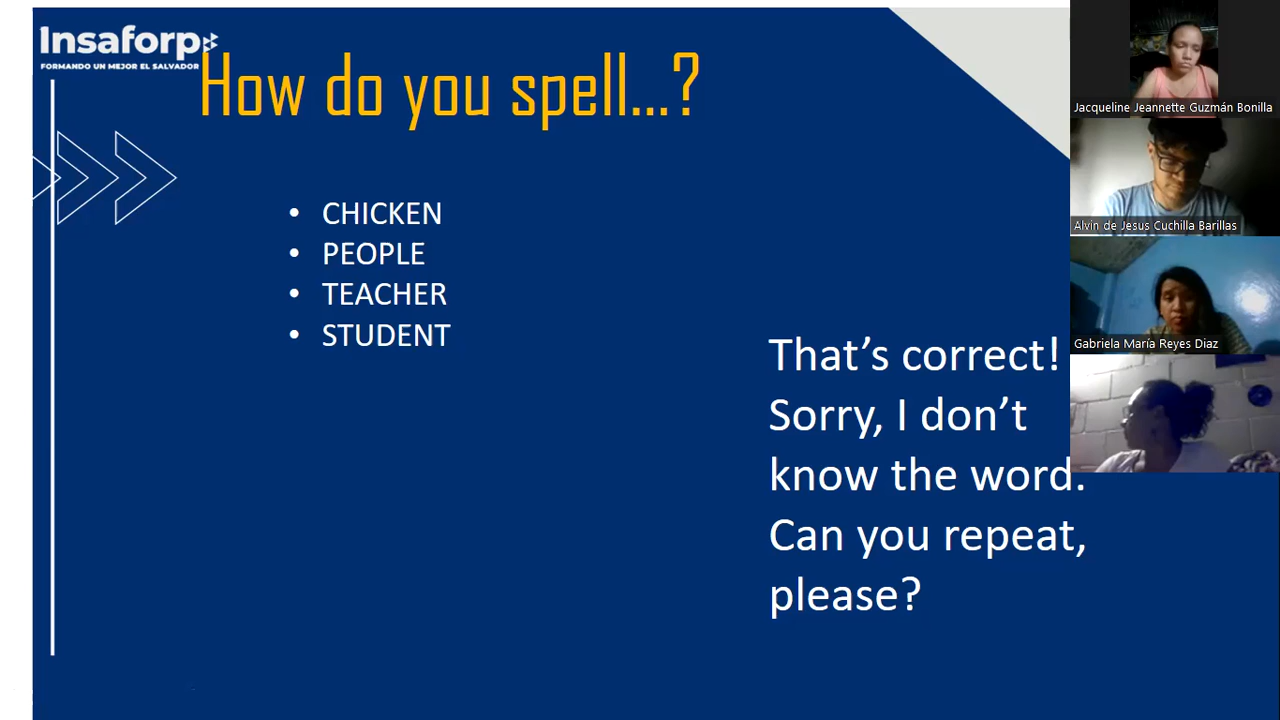 Insaforp
FORMANDO UN MEJOR EL SALVADOR
How do you spell...?
• CHICKEN
• PEOPLE
• TEACHER
• STUDENT
That's correct!
Sorry, I don't
know the word.
Can you repeat,
please?
Jacqueline Jeannette Guzmán Bonilla
Alvin de Jesus Cuchilla Barillas
Gabriela María Reyes Diaz